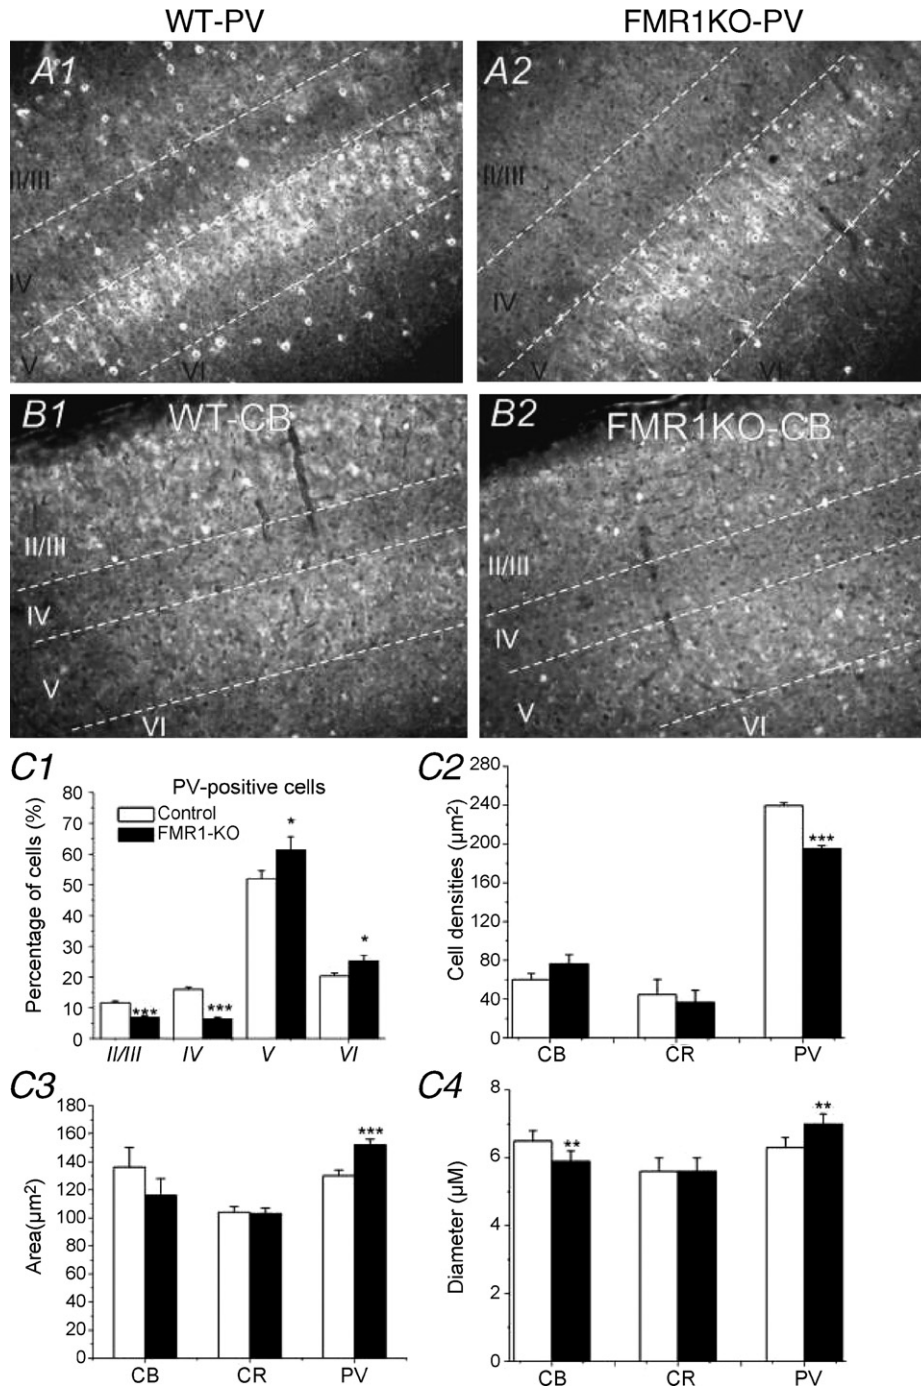 WT-PV
FMR1KO-PV
A1
A2
II/III
II/III
IV
IV
V
V
VI
VI
B1
WT-CB
B2
FMR1KO-CB
I
II/III
II/III
IV
IV
V
V
VI
VI
C1
PV-positive cells
Control
FMR1-KO
Percentage of cells (%)
80
70
60
50
40
30
20
10
0
***
***
*
*
II/III IV V VI
C2
Cell densities (µm²)
280
240
200
160
120
80
40
0
***
CB CR PV
C3
Area(µm²)
180
160
140
120
100
80
60
40
20
0
***
CB CR PV
C4
Diameter (µM)
8
6
4
2
0
**
**
CB CR PV